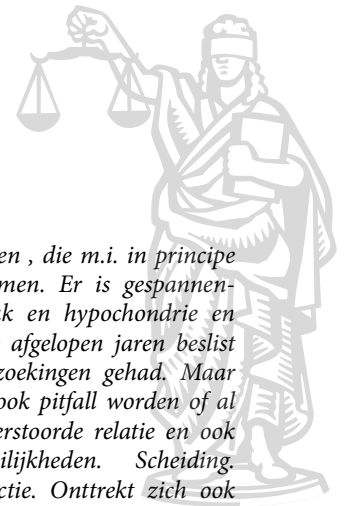 en , die m.i. in principe
men. Er is gespannen-
k en hypochondrie en
afgelopen jaren beslist
zoekingen gehad. Maar
ook pitfall worden of al
erstoorde relatie en ook
ilijkheden. Scheiding.
ctie. Onttrekt zich ook